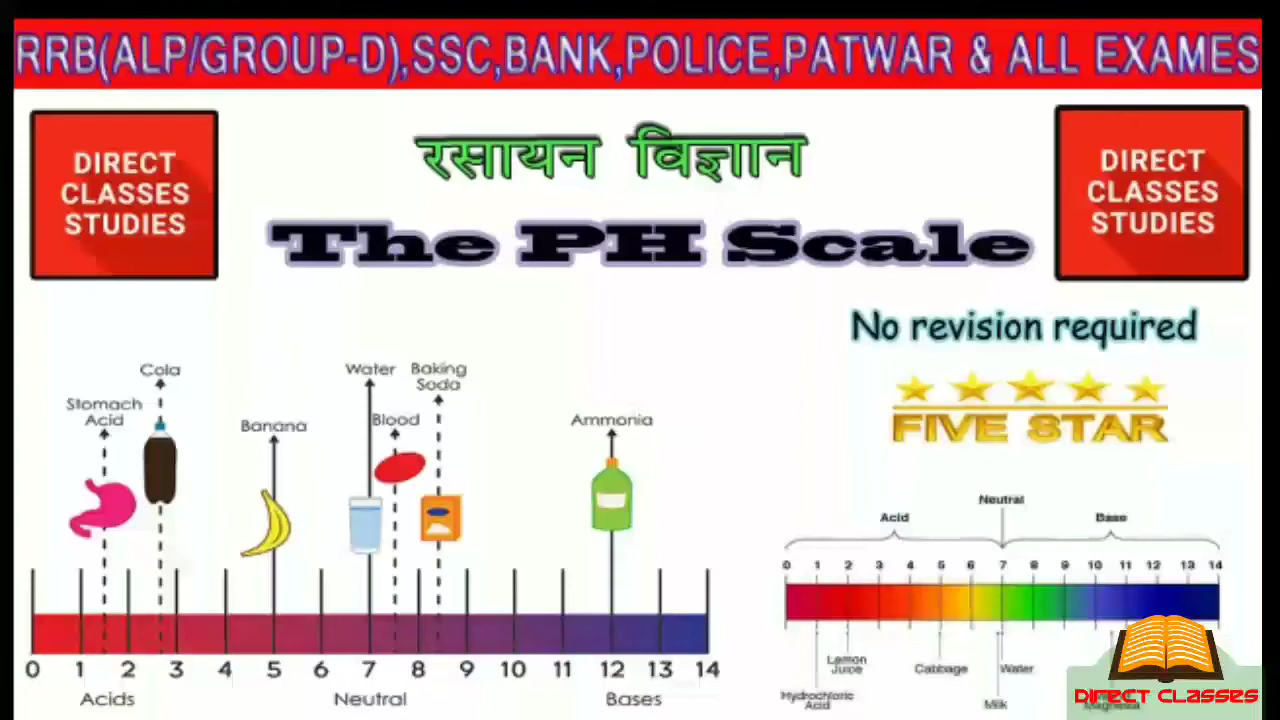 RRB(ALP/GROUP-D),SSC,BANK,POLICE,PATWAR & ALL EXAMES
DIRECT
CLASSES
STUDIES
रसायन विज्ञान
The PH Scale
DIRECT
CLASSES
STUDIES
No revision required
FIVE STAR
Cola
Stomach
Acid
Banana
Water
Blood
Baking
Soda
Ammonia
0 1 2 3 4 5 6 7 8 9 10 11 12 13 14
Acids Neutral Bases
Neutral
Acid Base
0 1 2 3 4 5 6 7 8 9 10 11 12 13 14
Lemon
Juice
Cabbage
Water
Hydrochloric
Acid
Milk
DIRECT CLASSES